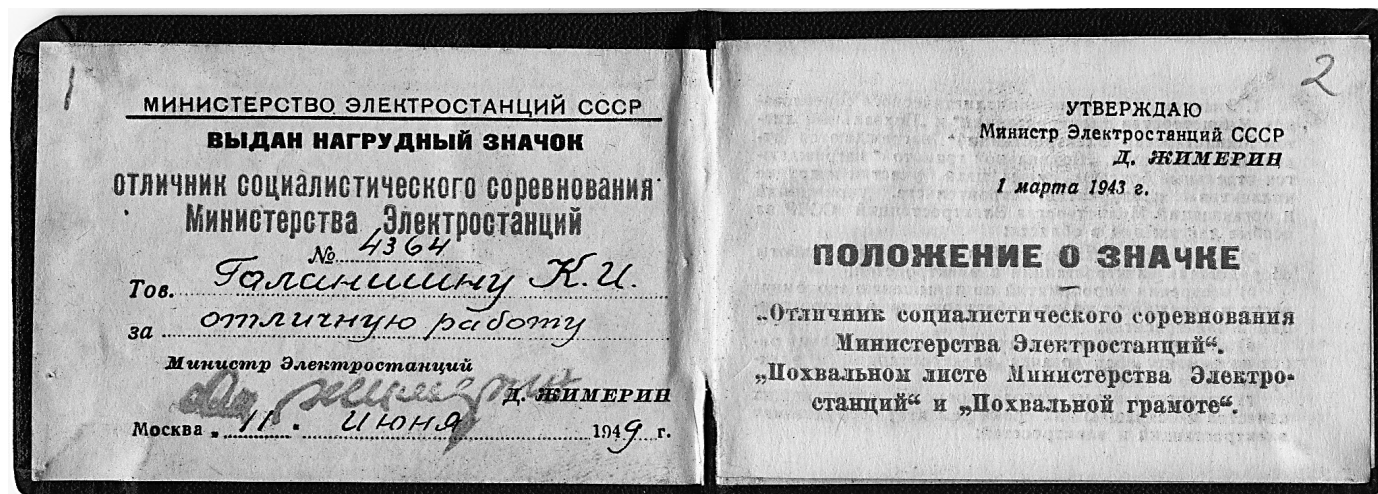 1
МИНИСТЕРСТВО ЭЛЕКТРОСТАНЦИЙ СССР
ВЫДАН НАГРУДНЫЙ ЗНАЧОК
ОТЛИЧНИК СОЦИАЛИСТИЧЕСКОГО СОРЕВНОВАНИЯ
Министерства Электростанций
№ 4364
Тов. Галаншину К.И.
за отличную работу
Министр Электростанций
Д. ЖИМЕРИН
Москва „ 11 " июня 1949 г.
2
УТВЕРЖДАЮ
Министр Электростанций СССР
Д. ЖИМЕРИН
1 марта 1943 г.
ПОЛОЖЕНИЕ О ЗНАЧКЕ
„Отличник социалистического соревнования
Министерства Электростанций“.
„Похвальном листе Министерства Электро-
станций“ и „Похвальной грамоте“.